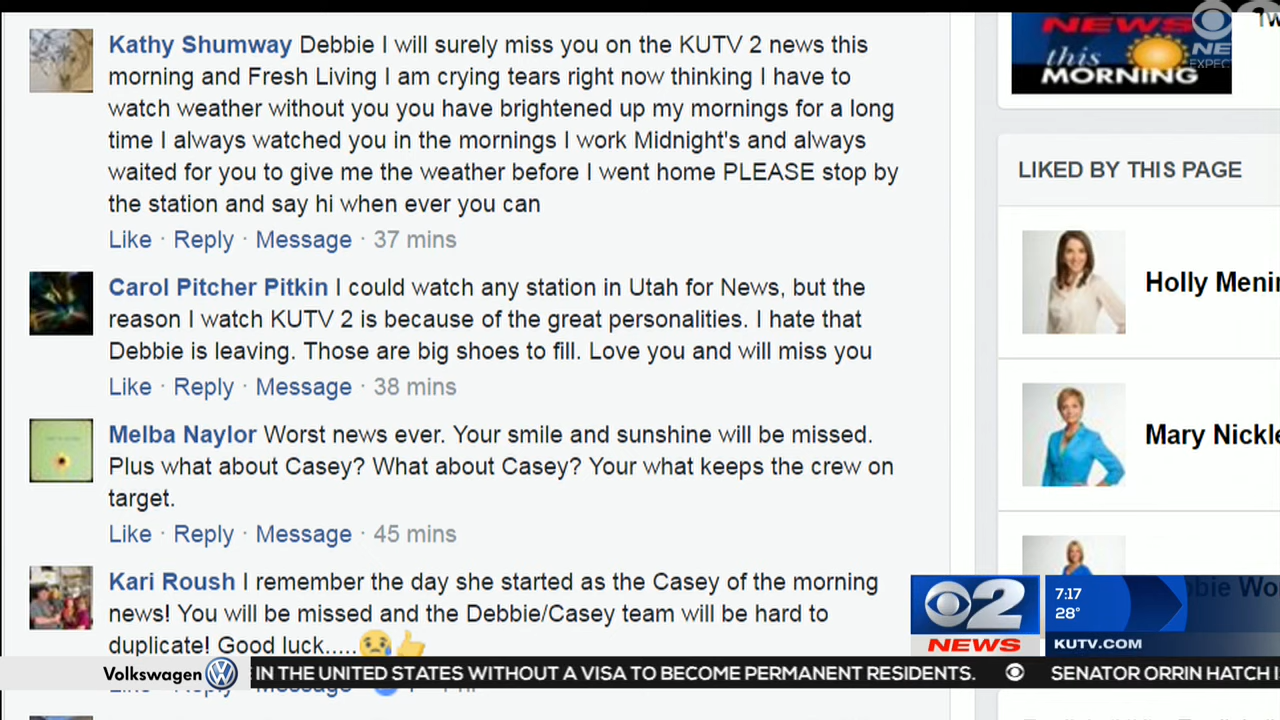 Kathy Shumway Debbie I will surely miss you on the KUTV 2 news this
morning and Fresh Living I am crying tears right now thinking I have to
watch weather without you you have brightened up my mornings for a long
time I always watched you in the mornings I work Midnight's and always
waited for you to give me the weather before I went home PLEASE stop by
the station and say hi when ever you can
Like · Reply · Message · 37 mins
Carol Pitcher Pitkin I could watch any station in Utah for News, but the
reason I watch KUTV 2 is because of the great personalities. I hate that
Debbie is leaving. Those are big shoes to fill. Love you and will miss you
Like · Reply · Message · 38 mins
Melba Naylor Worst news ever. Your smile and sunshine will be missed.
Plus what about Casey? What about Casey? Your what keeps the crew on
target.
Like · Reply · Message · 45 mins
Kari Roush I remember the day she started as the Casey of the morning
news! You will be missed and the Debbie/Casey team will be hard to
duplicate! Good luck.....😢👍
NEWS
this
MORNING
2
NE
EXPEC
LIKED BY THIS PAGE
Holly Menin
Mary Nickle
bbie Wo
2
NEWS
7:17
28°
KUTV.COM
Volkswagen
IN THE UNITED STATES WITHOUT A VISA TO BECOME PERMANENT RESIDENTS.
SENATOR ORRIN HATCH I